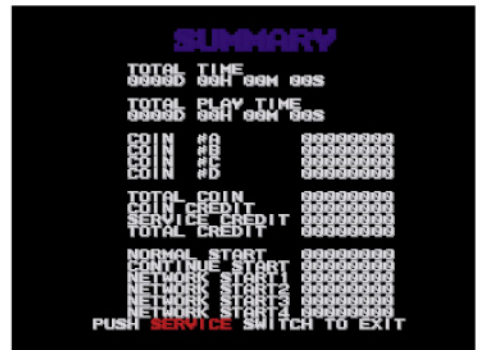 SUMMARY
TOTAL TIME
0000D 00H 00M 00S
TOTAL PLAY TIME
0000D 00H 00M 00S
COIN #A 00000000
COIN #B 00000000
COIN #C 00000000
COIN #D 00000000
TOTAL COIN 00000000
COIN CREDIT 00000000
SERVICE CREDIT 00000000
TOTAL CREDIT 00000000
NORMAL START 00000000
CONTINUE START 00000000
NETWORK START1 00000000
NETWORK START2 00000000
NETWORK START3 00000000
NETWORK START4 00000000
PUSH SERVICE SWITCH TO EXIT